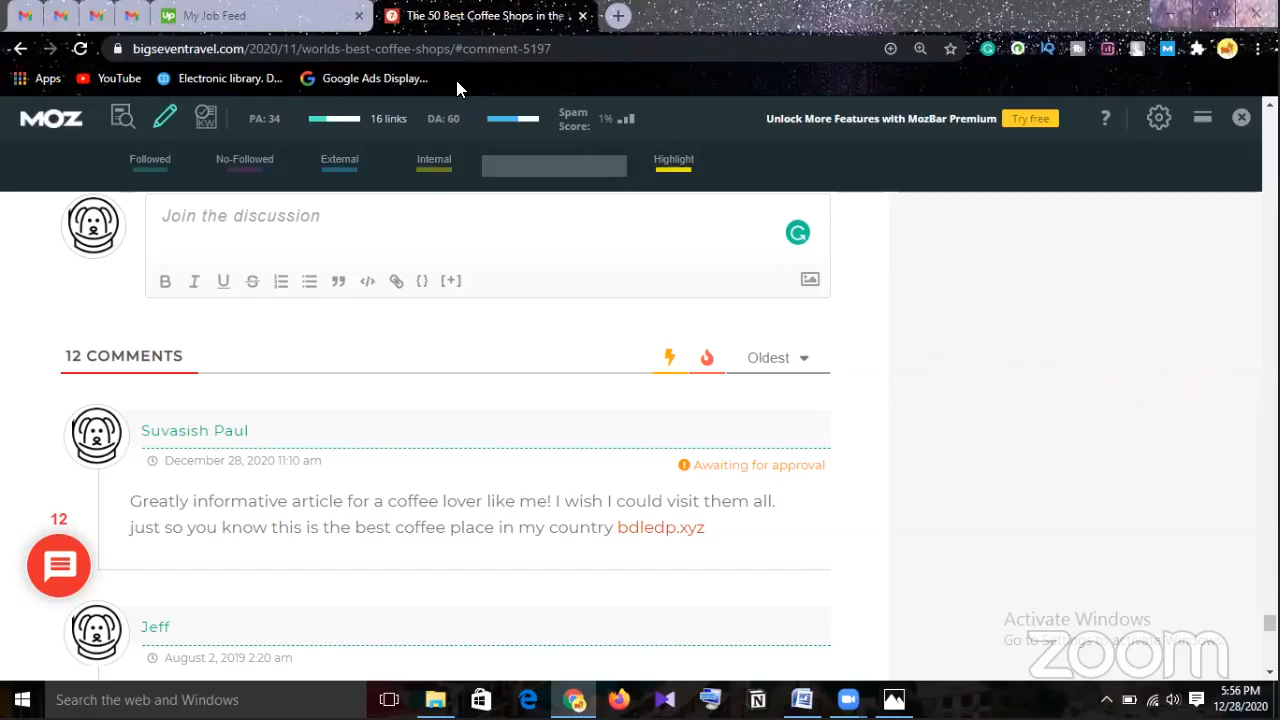 My Job Feed
The 50 Best Coffee Shops in the
bigseventravel.com/2020/11/worlds-best-coffee-shops/#comment-5197
Apps YouTube Electronic library. D... Google Ads Display...
MOZ PA: 34 16 links DA: 60 Spam Score: 1% Unlock More Features with MozBar Premium Try free ?
Followed No-Followed External Internal Highlight
Join the discussion
B I U S {} [+]
12 COMMENTS Oldest
Suvasish Paul
December 28, 2020 11:10 am Awaiting for approval
Greatly informative article for a coffee lover like me! I wish I could visit them all.
just so you know this is the best coffee place in my country bdledp.xyz
12
Jeff
August 2, 2019 2:20 am
Activate Windows
Go to Settings to activate Windows.
zoom
Search the web and Windows
5:56 PM
12/28/2020